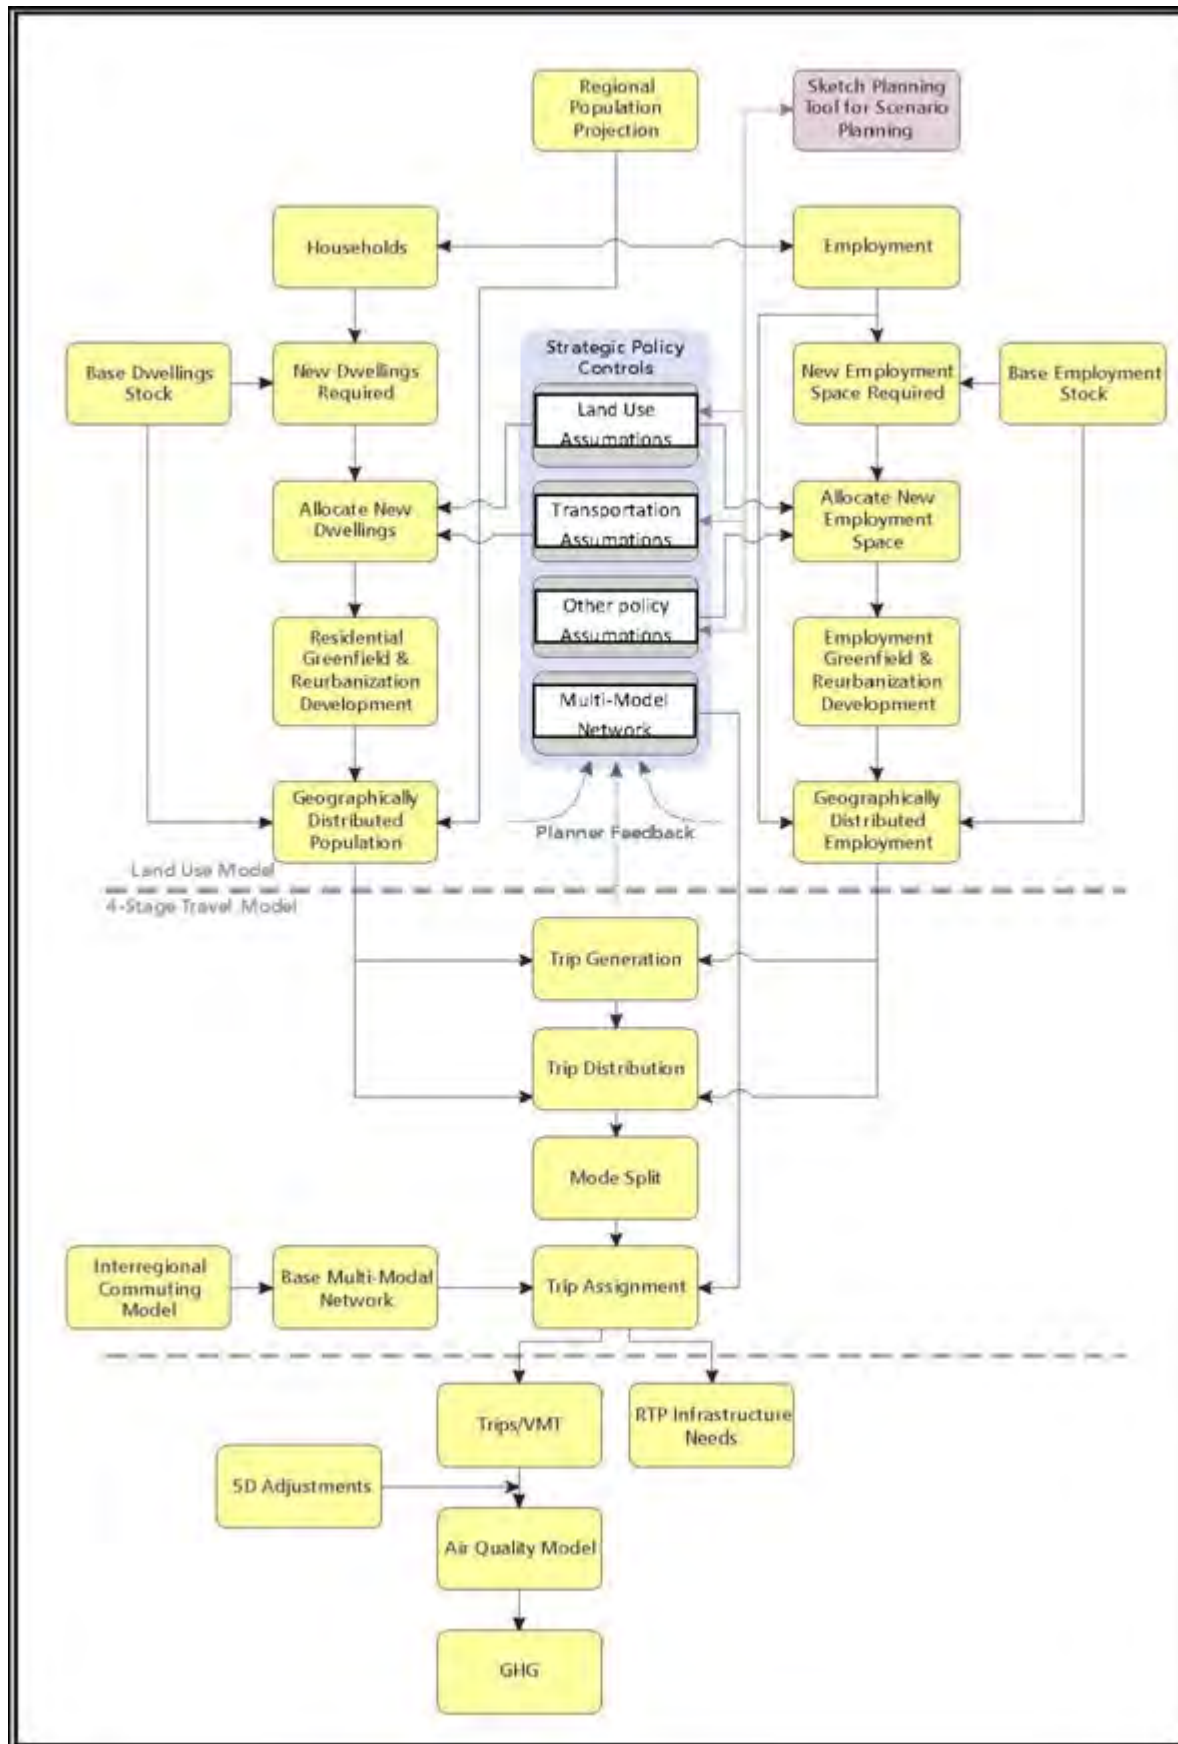 Regional
Population
Projection
Sketch Planning
Tool for Scenario
Planning
Households
Employment
Base Dwellings
Stock
New Dwellings
Required
Strategic Policy
Controls
New Employment
Space Required
Base Employment
Stock
Land Use
Assumations
Allocate New
Dwellings
Transportation
Assumations
Allocate New
Employment
Space
Other policy
Assumations
Residential
Greenfield &
Reurbanization
Development
Employment
Greenfield &
Reurbanization
Development
Multi-Model
Network
Geographically
Distributed
Population
Planner Feedback
Geographically
Distributed
Employment
Land Use Model
4-Stage Travel Model
Trip Generation
Trip Distribution
Mode Split
Interregional
Commuting
Model
Base Multi-Modal
Network
Trip Assignment
Trips/VMT
RTP Infrastructure
Needs
5D Adjustments
Air Quality Model
GHG